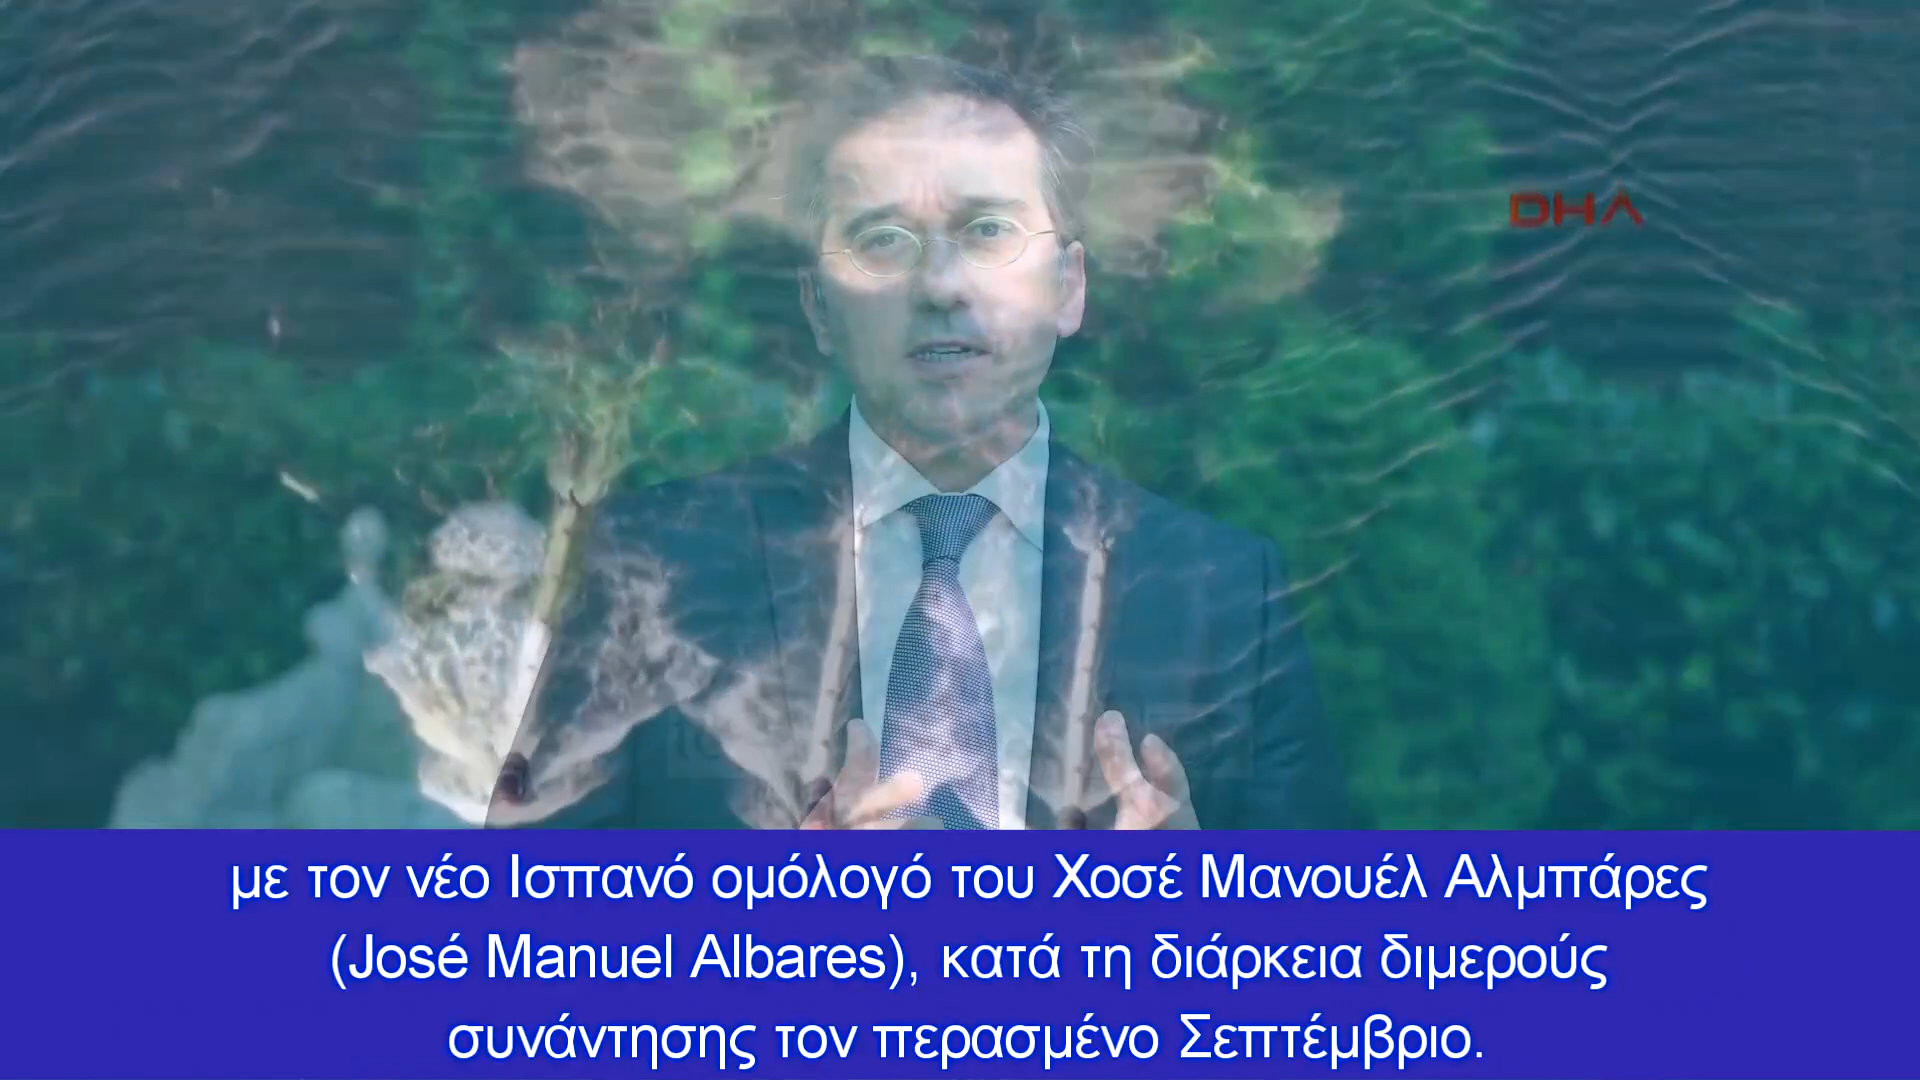 DHA
με τον νέο Ισπανό ομόλογό του Χοσέ Μανουέλ Αλμπάρες
(José Manuel Albares), κατά τη διάρκεια διμερούς
συνάντησης τον περασμένο Σεπτέμβριο.